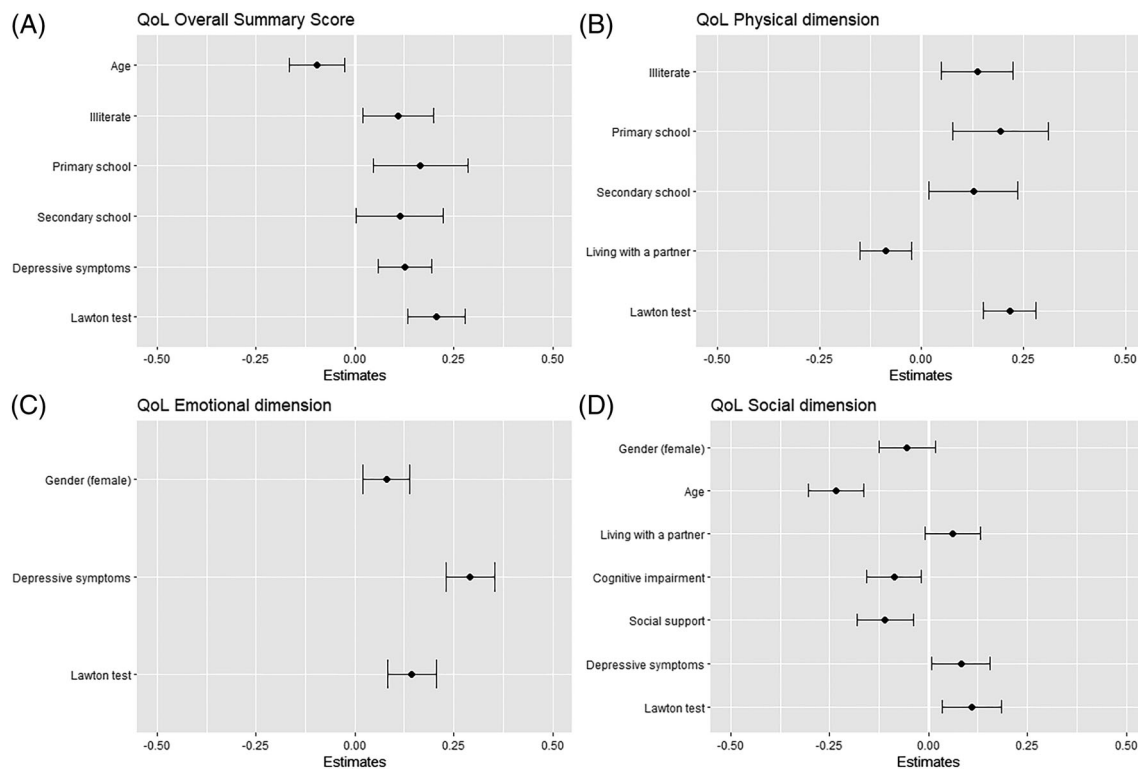 (A)
QoL Overall Summary Score
Age
Illiterate
Primary school
Secondary school
Depressive symptoms
Lawton test
-0.50 -0.25 0.00 0.25 0.50
Estimates
(B)
QoL Physical dimension
Illiterate
Primary school
Secondary school
Living with a partner
Lawton test
-0.50 -0.25 0.00 0.25 0.50
Estimates
(C)
QoL Emotional dimension
Gender (female)
Depressive symptoms
Lawton test
-0.50 -0.25 0.00 0.25 0.50
Estimates
(D)
QoL Social dimension
Gender (female)
Age
Living with a partner
Cognitive impairment
Social support
Depressive symptoms
Lawton test
-0.50 -0.25 0.00 0.25 0.50
Estimates